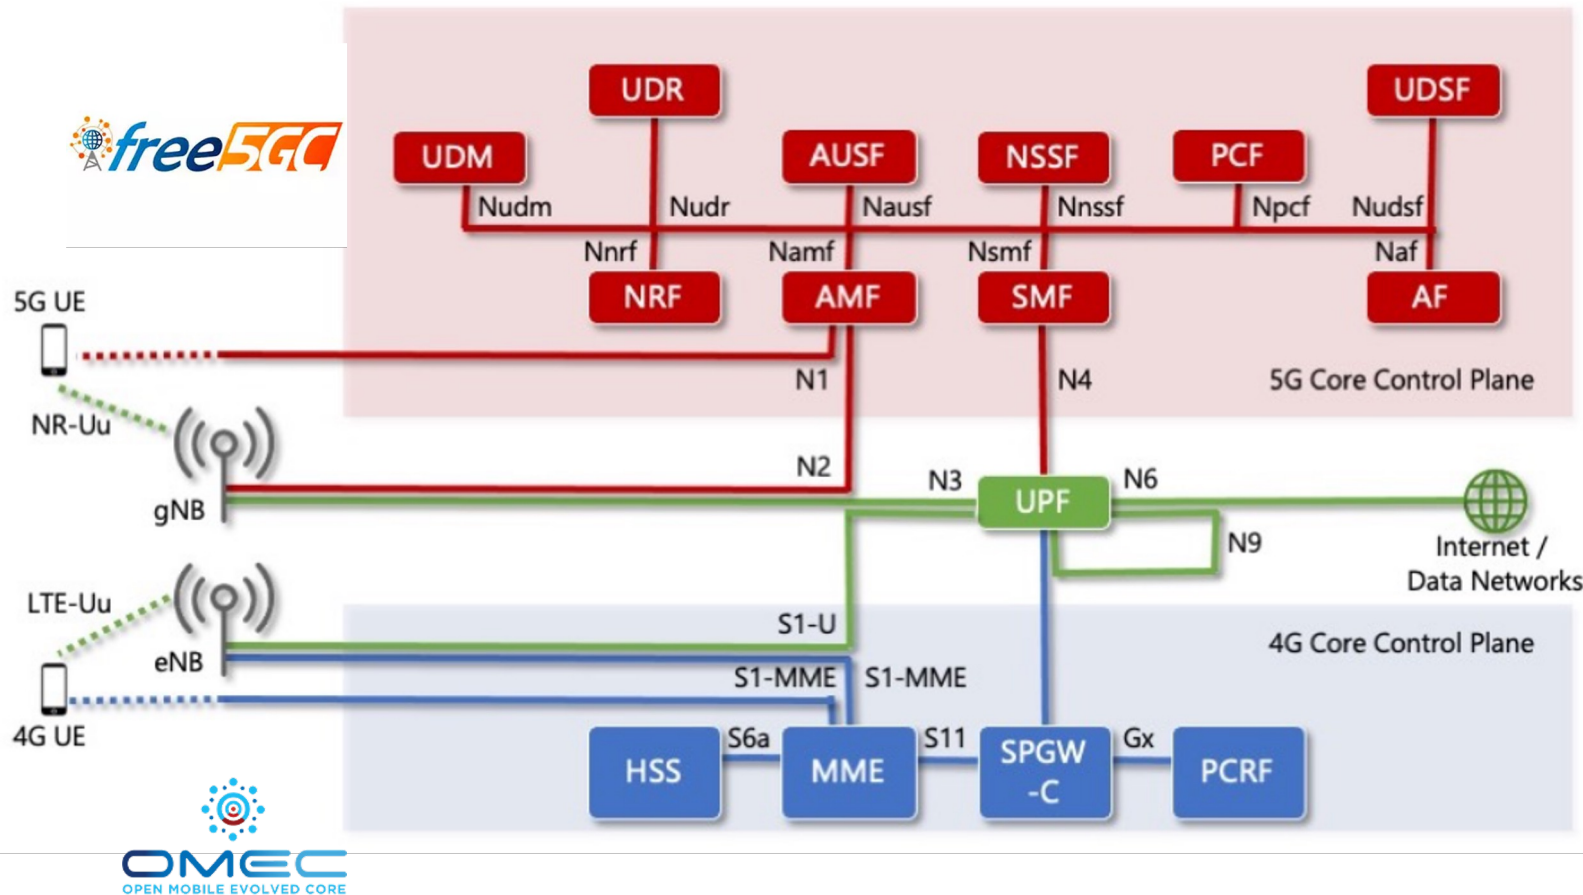 UDR
UDSF
free5GC
UDM
AUSF
NSSF
PCF
Nudm
Nudr
Nausf
Nnssf
Npcf
Nudsf
Nnrf
Namf
Nsmf
Naf
NRF
AMF
SMF
AF
5G UE
N1
N4
5G Core Control Plane
NR-Uu
N2
N3
UPF
N6
gNB
N9
Internet /
Data Networks
LTE-Uu
S1-U
4G Core Control Plane
eNB
S1-MME
S1-MME
4G UE
HSS
S6a
MME
S11
SPGW
-C
Gx
PCRF
OMEC
OPEN MOBILE EVOLVED CORE